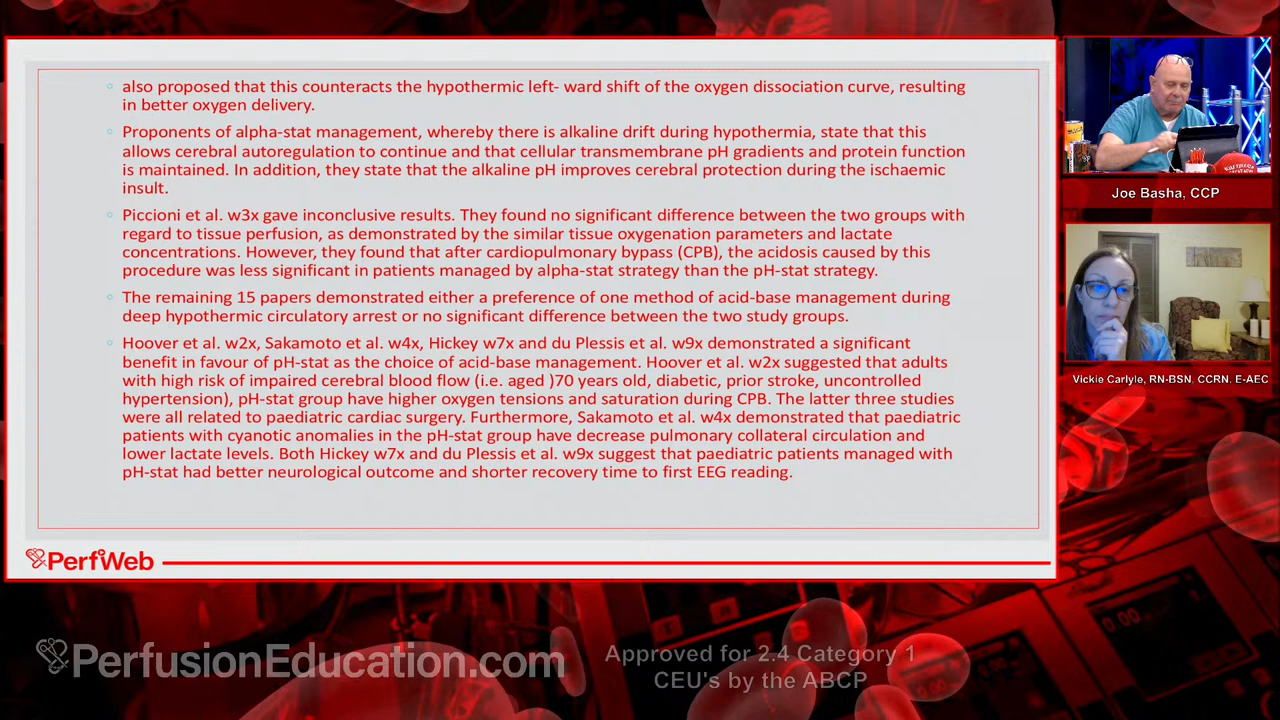 also proposed that this counteracts the hypothermic left- ward shift of the oxygen dissociation curve, resulting
in better oxygen delivery.
Proponents of alpha-stat management, whereby there is alkaline drift during hypothermia, state that this
allows cerebral autoregulation to continue and that cellular transmembrane pH gradients and protein function
is maintained. In addition, they state that the alkaline pH improves cerebral protection during the ischaemic
insult.
Piccioni et al. w3x gave inconclusive results. They found no significant difference between the two groups with
regard to tissue perfusion, as demonstrated by the similar tissue oxygenation parameters and lactate
concentrations. However, they found that after cardiopulmonary bypass (CPB), the acidosis caused by this
procedure was less significant in patients managed by alpha-stat strategy than the pH-stat strategy.
The remaining 15 papers demonstrated either a preference of one method of acid-base management during
deep hypothermic circulatory arrest or no significant difference between the two study groups.
Hoover et al. w2x, Sakamoto et al. w4x, Hickey w7x and du Plessis et al. w9x demonstrated a significant
benefit in favour of pH-stat as the choice of acid-base management. Hoover et al. w2x suggested that adults
with high risk of impaired cerebral blood flow (i.e. aged )70 years old, diabetic, prior stroke, uncontrolled
hypertension), pH-stat group have higher oxygen tensions and saturation during CPB. The latter three studies
were all related to paediatric cardiac surgery. Furthermore, Sakamoto et al. w4x demonstrated that paediatric
patients with cyanotic anomalies in the pH-stat group have decrease pulmonary collateral circulation and
lower lactate levels. Both Hickey w7x and du Plessis et al. w9x suggest that paediatric patients managed with
pH-stat had better neurological outcome and shorter recovery time to first EEG reading.
PerfWeb
Joe Basha, CCP
Vickie Carlyle, RN-BSN, CCRN, E-AEC
PerfusionEducation.com
Approved for 2.4 Category 1
CEU's by the ABCP